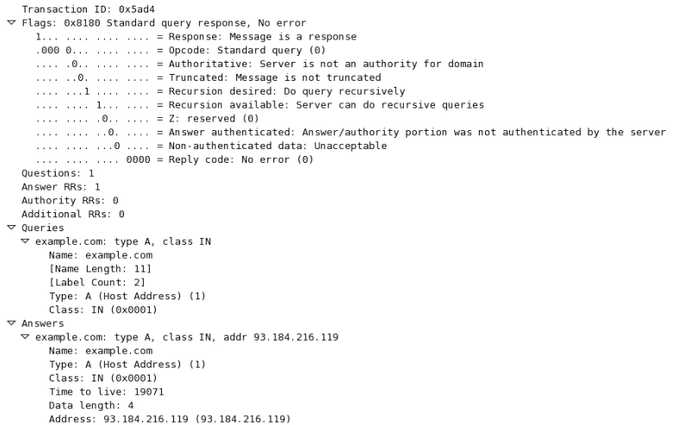 Transaction ID: 0x5ad4
Flags: 0x8180 Standard query response, No error
1... .... .... .... = Response: Message is a response
.000 0... .... .... = Opcode: Standard query (0)
.... .0.. .... .... = Authoritative: Server is not an authority for domain
.... ..0. .... .... = Truncated: Message is not truncated
.... ...1 .... .... = Recursion desired: Do query recursively
.... .... 1... .... = Recursion available: Server can do recursive queries
.... .... .0.. .... = Z: reserved (0)
.... .... ..0. .... = Answer authenticated: Answer/authority portion was not authenticated by the server
.... .... ...0 .... = Non-authenticated data: Unacceptable
.... .... .... 0000 = Reply code: No error (0)
Questions: 1
Answer RRs: 1
Authority RRs: 0
Additional RRs: 0
Queries
example.com: type A, class IN
Name: example.com
[Name Length: 11]
[Label Count: 2]
Type: A (Host Address) (1)
Class: IN (0x0001)
Answers
example.com: type A, class IN, addr 93.184.216.119
Name: example.com
Type: A (Host Address) (1)
Class: IN (0x0001)
Time to live: 19071
Data length: 4
Address: 93.184.216.119 (93.184.216.119)